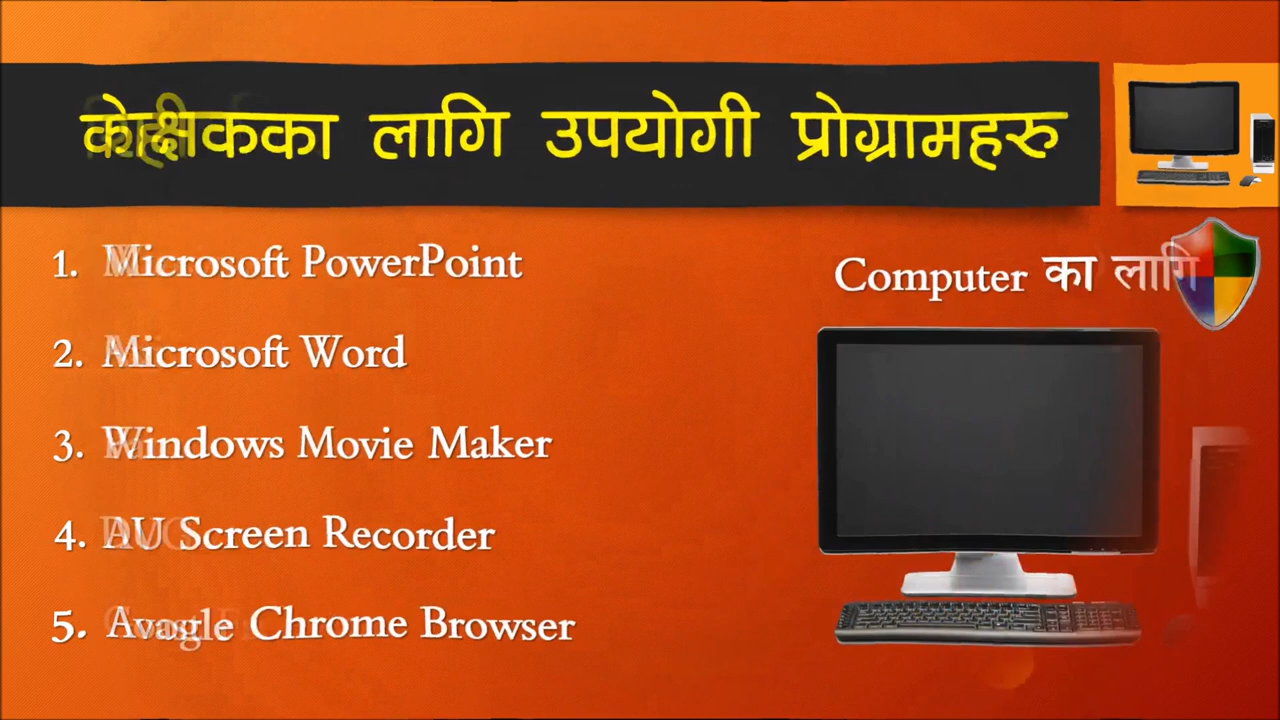 लागि उपयोगी प्रोग्रामहरु
1. Microsoft PowerPoint
2. Microsoft Word
3. Windows Movie Maker
4. Screen Recorder
5. Chrome Browser
Computer का लागि